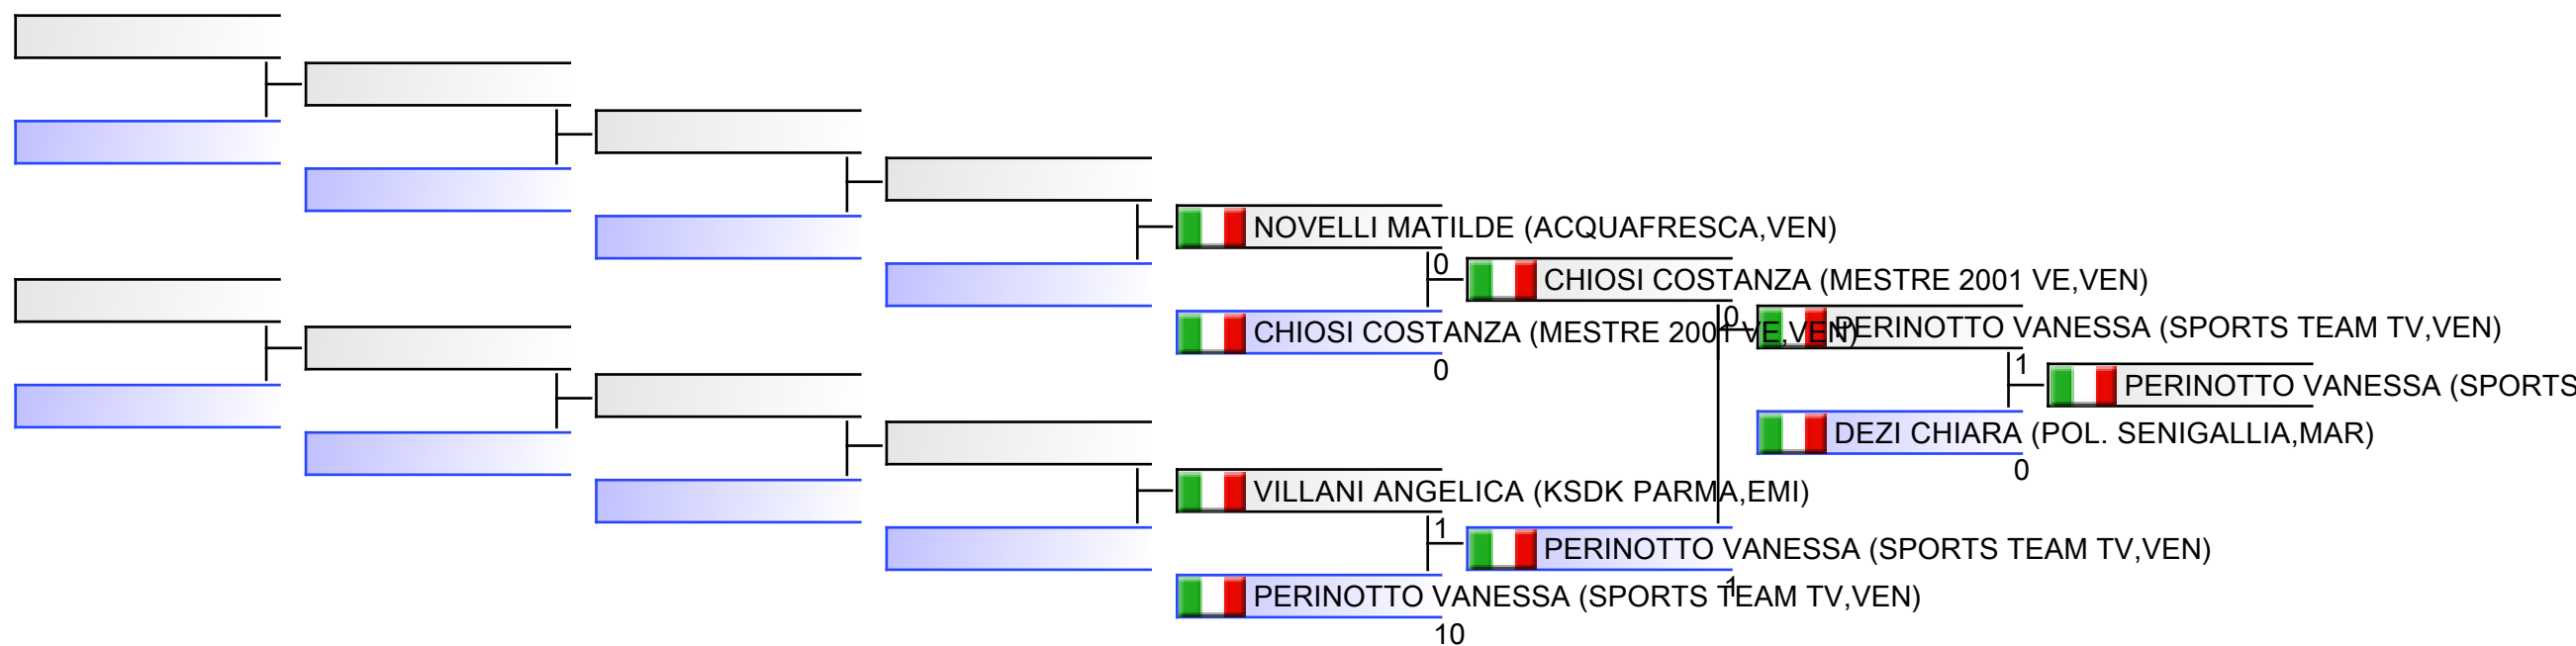 NOVELLI MATILDE (ACQUAFRESCA,VEN)
0
CHIOSI COSTANZA (MESTRE 2001 VE,VEN)
CHIOSI COSTANZA (MESTRE 2001 VE,VEN)
0
0
PERINOTTO VANESSA (SPORTS TEAM TV,VEN)
1
PERINOTTO VANESSA (SPORTS
DEZI CHIARA (POL. SENIGALLIA,MAR)
0
VILLANI ANGELICA (KSDK PARMA,EMI)
1
PERINOTTO VANESSA (SPORTS TEAM TV,VEN)
1
PERINOTTO VANESSA (SPORTS TEAM TV,VEN)
10